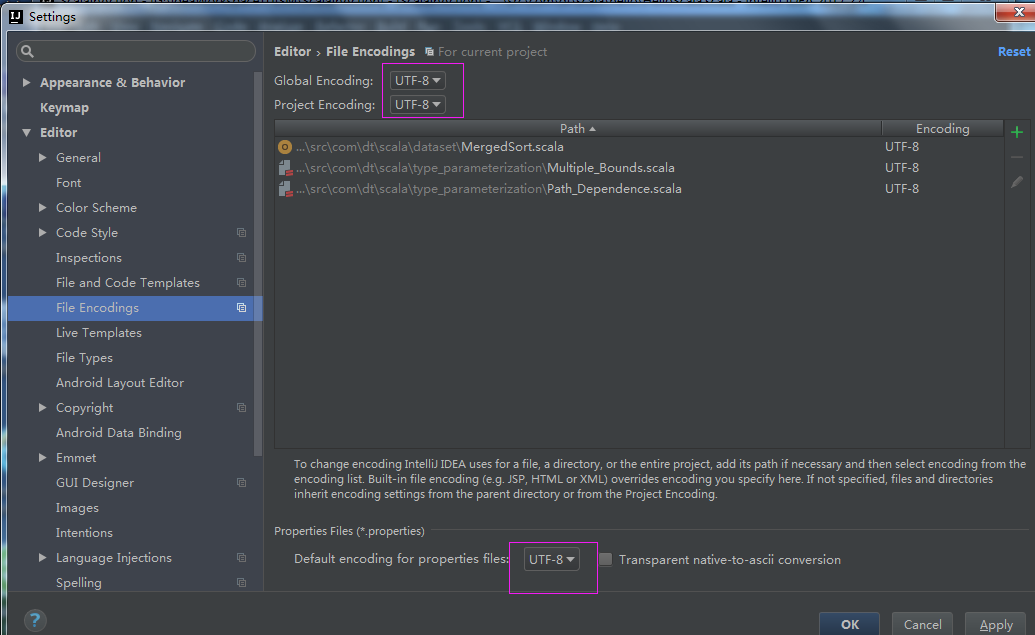 Settings
Editor › File Encodings For current project Reset
Global Encoding: UTF-8
Project Encoding: UTF-8
Path Encoding
...\src\com\dt\scala\dataset\MergedSort.scala UTF-8
...\src\com\dt\scala\type_parameterization\Multiple_Bounds.scala UTF-8
...\src\com\dt\scala\type_parameterization\Path_Dependence.scala UTF-8
Appearance & Behavior
Keymap
Editor
General
Font
Color Scheme
Code Style
Inspections
File and Code Templates
File Encodings
Live Templates
File Types
Android Layout Editor
Copyright
Android Data Binding
Emmet
GUI Designer
Images
Intentions
Language Injections
Spelling
To change encoding IntelliJ IDEA uses for a file, a directory, or the entire project, add its path if necessary and then select encoding from the
encoding list. Built-in file encoding (e.g. JSP, HTML or XML) overrides encoding you specify here. If not specified, files and directories
inherit encoding settings from the parent directory or from the Project Encoding.
Properties Files (*.properties)
Default encoding for properties files: UTF-8 Transparent native-to-ascii conversion
? OK Cancel Apply